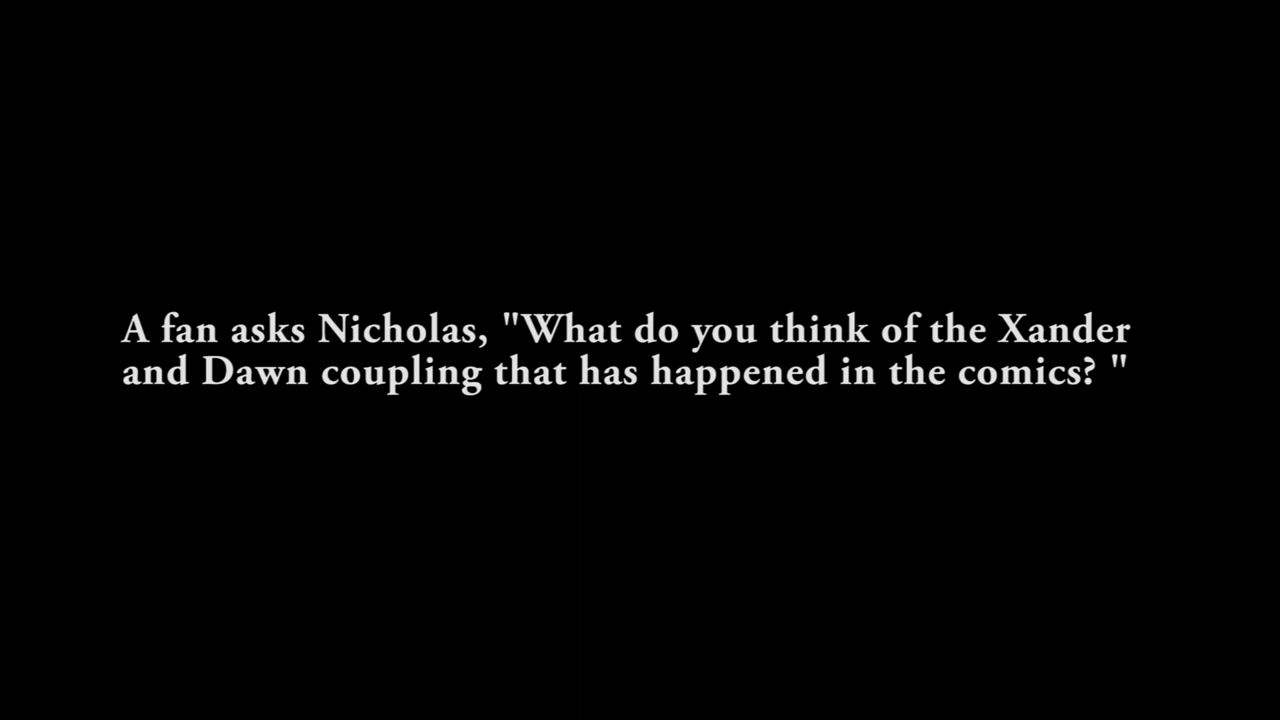 A fan asks Nicholas, "What do you think of the Xander
and Dawn coupling that has happened in the comics? "